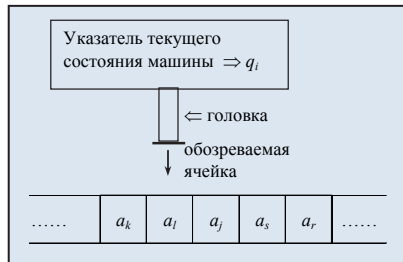 Указатель текущего
состояния машины ⇒ qᵢ
⇐ головка
обозреваемая
ячейка
...... aₖ aₗ aⱼ aₛ aᵣ ......